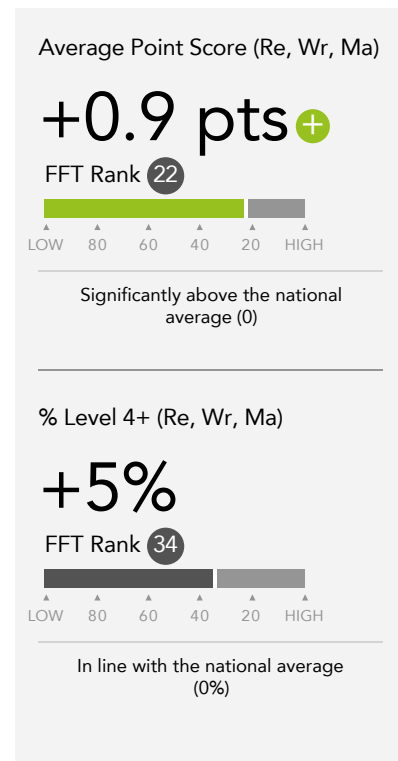 Average Point Score (Re, Wr, Ma)
+0.9 pts +
FFT Rank 22
LOW 80 60 40 20 HIGH
Significantly above the national
average (0)
% Level 4+ (Re, Wr, Ma)
+5%
FFT Rank 34
LOW 80 60 40 20 HIGH
In line with the national average
(0%)